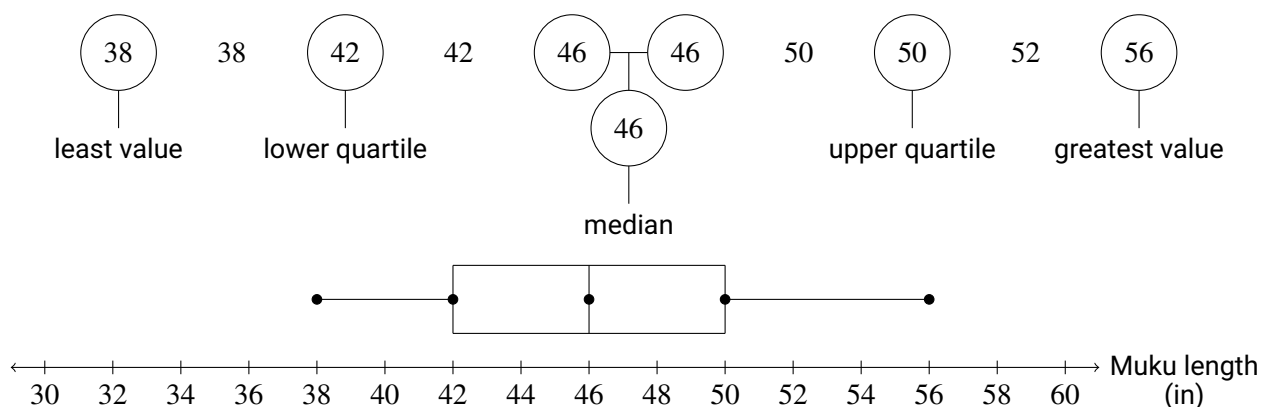 38 38 42 42 46 46 50 50 52 56
46
least value lower quartile upper quartile greatest value
median
Muku length
30 32 34 36 38 40 42 44 46 48 50 52 54 56 58 60 (in)